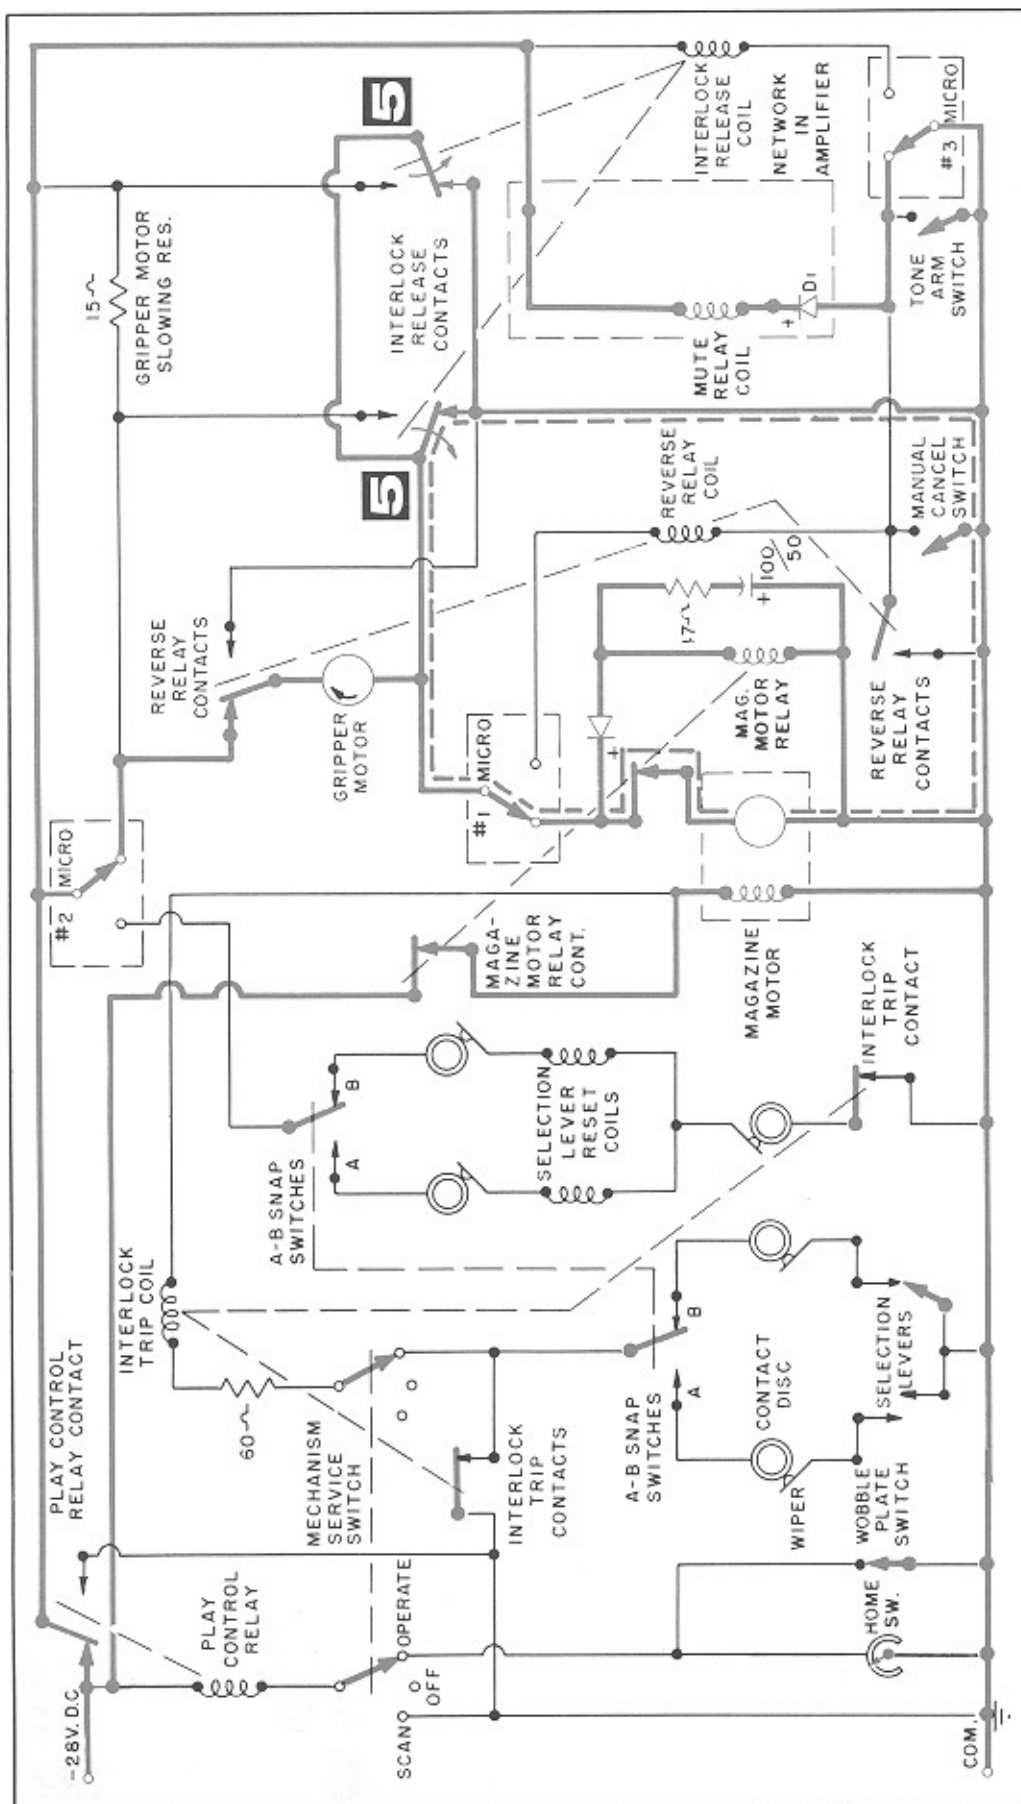 -28V. D.C.
PLAY CONTROL
RELAY CONTACT
PLAY
CONTROL
RELAY
SCAN
OFF
OPERATE
COM.
HOME
SW.
WOBBLE
PLATE
SWITCH
MECHANISM
SERVICE
SWITCH
60
INTERLOCK
TRIP COIL
INTERLOCK
TRIP
CONTACTS
A-B SNAP
SWITCHES
A
B
WIPER
CONTACT
DISC
SELECTION
LEVERS
A-B SNAP
SWITCHES
A
B
SELECTION
LEVER
RESET
COILS
INTERLOCK
TRIP
CONTACT
#2
MICRO
MAGA-
ZINE
MOTOR
RELAY
CONT.
MAGAZINE
MOTOR
#1
MICRO
REVERSE
RELAY
CONTACTS
GRIPPER
MOTOR
MAG.
MOTOR
RELAY
17
+
+
100/50
REVERSE
RELAY
CONTACTS
REVERSE
RELAY
COIL
MANUAL
CANCEL
SWITCH
15
GRIPPER MOTOR
SLOWING RES.
5
5
INTERLOCK
RELEASE
CONTACTS
MUTE
RELAY
COIL
+
D1
TONE
ARM
SWITCH
INTERLOCK
RELEASE
COIL
NETWORK
IN
AMPLIFIER
#3
MICRO